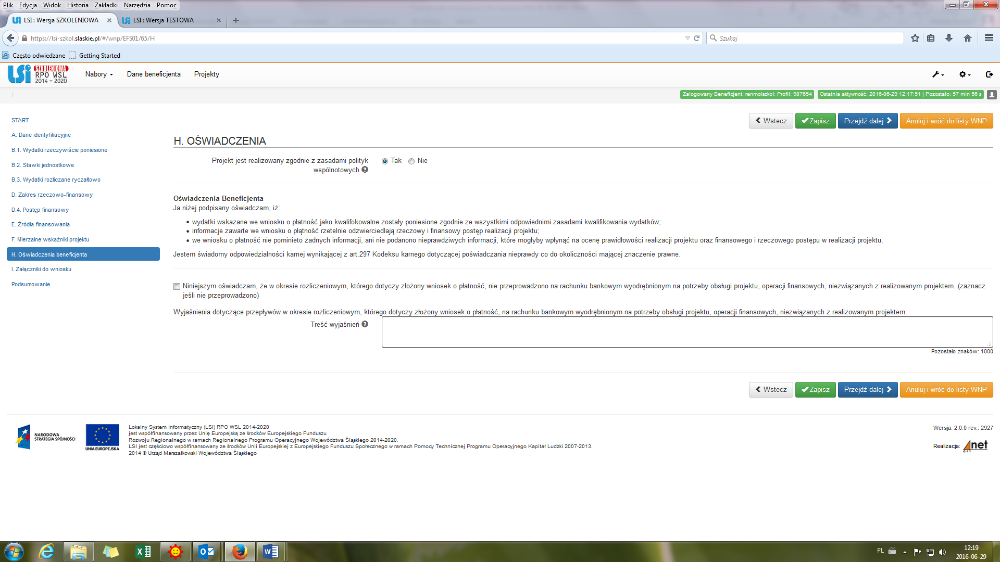 Plik Edycja Widok Historia Zakładki Narzędzia Pomoc
LSI : Wersja SZKOLENIOWA
LSI : Wersja TESTOWA
https://lsi-szkol.slaskie.pl/#/wnp/EFS01/65/H
Szukaj
Często odwiedzane Getting Started
LSI SZKOLENIOWA
RPO WSL
2014 - 2020
Nabory Dane beneficjenta Projekty
/
Zalogowany Beneficjent: renmolszkol; Profil: 987654
Ostatnia aktywność: 2016-06-29 12:17:51 | Pozostało: 57 min 56 s
START
A. Dane identyfikacyjne
B.1. Wydatki rzeczywiście poniesione
B.2. Stawki jednostkowe
B.3. Wydatki rozliczane ryczałtowo
D. Zakres rzeczowo-finansowy
D.4. Postęp finansowy
E. Źródła finansowania
F. Mierzalne wskaźniki projektu
H. Oświadczenia beneficjenta
I. Załączniki do wniosku
Podsumowanie
Wstecz Zapisz Przejdź dalej Anuluj i wróć do listy WNP
H. OŚWIADCZENIA
Projekt jest realizowany zgodnie z zasadami polityk
wspólnotowych
Tak Nie
Oświadczenia Beneficjenta
Ja niżej podpisany oświadczam, iż:
• wydatki wskazane we wniosku o płatność jako kwalifokowalne zostały poniesione zgodnie ze wszystkimi odpowiednimi zasadami kwalifikowania wydatków;
• informacje zawarte we wniosku o płątność rzetelnie odzwierciedlają rzeczowy i finansowy postęp realizacji projektu;
• we wniosku o płatność nie pominieto żadnych informacji, ani nie podanono nieprawdziwych informacji, które mogłyby wpłynąć na ocenę prawidłowości realizacji projektu oraz finansowego i rzeczowego postępu w realizacji projektu.
Jestem świadomy odpowiedzialności karnej wynikającej z art.297 Kodeksu karnego dotyczącej poświadczania nieprawdy co do okoliczności mającej znaczenie prawne.
Niniejszym oświadczam, że w okresie rozliczeniowym, którego dotyczy złożony wniosek o płatność, nie przeprowadzono na rachunku bankowym wyodrębnionym na potrzeby obsługi projektu, operacji finansowych, niezwiązanych z realizowanym projektem. (zaznacz
jeśli nie przeprowadzono)
Wyjaśnienia dotyczące przepływów w okresie rozliczeniowym, którego dotyczy złożony wniosek o płatność, na rachunku bankowym wyodrębnionym na potrzeby obsługi projektu, operacji finansowych, niezwiązanych z realizowanym projektem.
Treść wyjaśnień
Pozostało znaków: 1000
Wstecz Zapisz Przejdź dalej Anuluj i wróć do listy WNP
NARODOWA
STRATEGIA SPÓJNOŚCI
UNIA EUROPEJSKA
Lokalny System Informatyczny (LSI) RPO WSL 2014-2020
jest współfinansowany przez Unię Europejską ze środków Europejskiego Funduszu
Rozwoju Regionalnego w ramach Regionalnego Programu Operacyjnego Województwa Śląskiego 2014-2020.
LSI jest częściowo współfinansowany ze środków Unii Europejskiej z Europejskiego Funduszu Społecznego w ramach Pomocy Technicznej Programu Operacyjnego Kapitał Ludzki 2007-2013.
2014 © Urząd Marszałkowski Województwa Śląskiego
Wersja: 2.0.0 rev.: 2927
Realizacja: art 4net
PL
12:19
2016-06-29